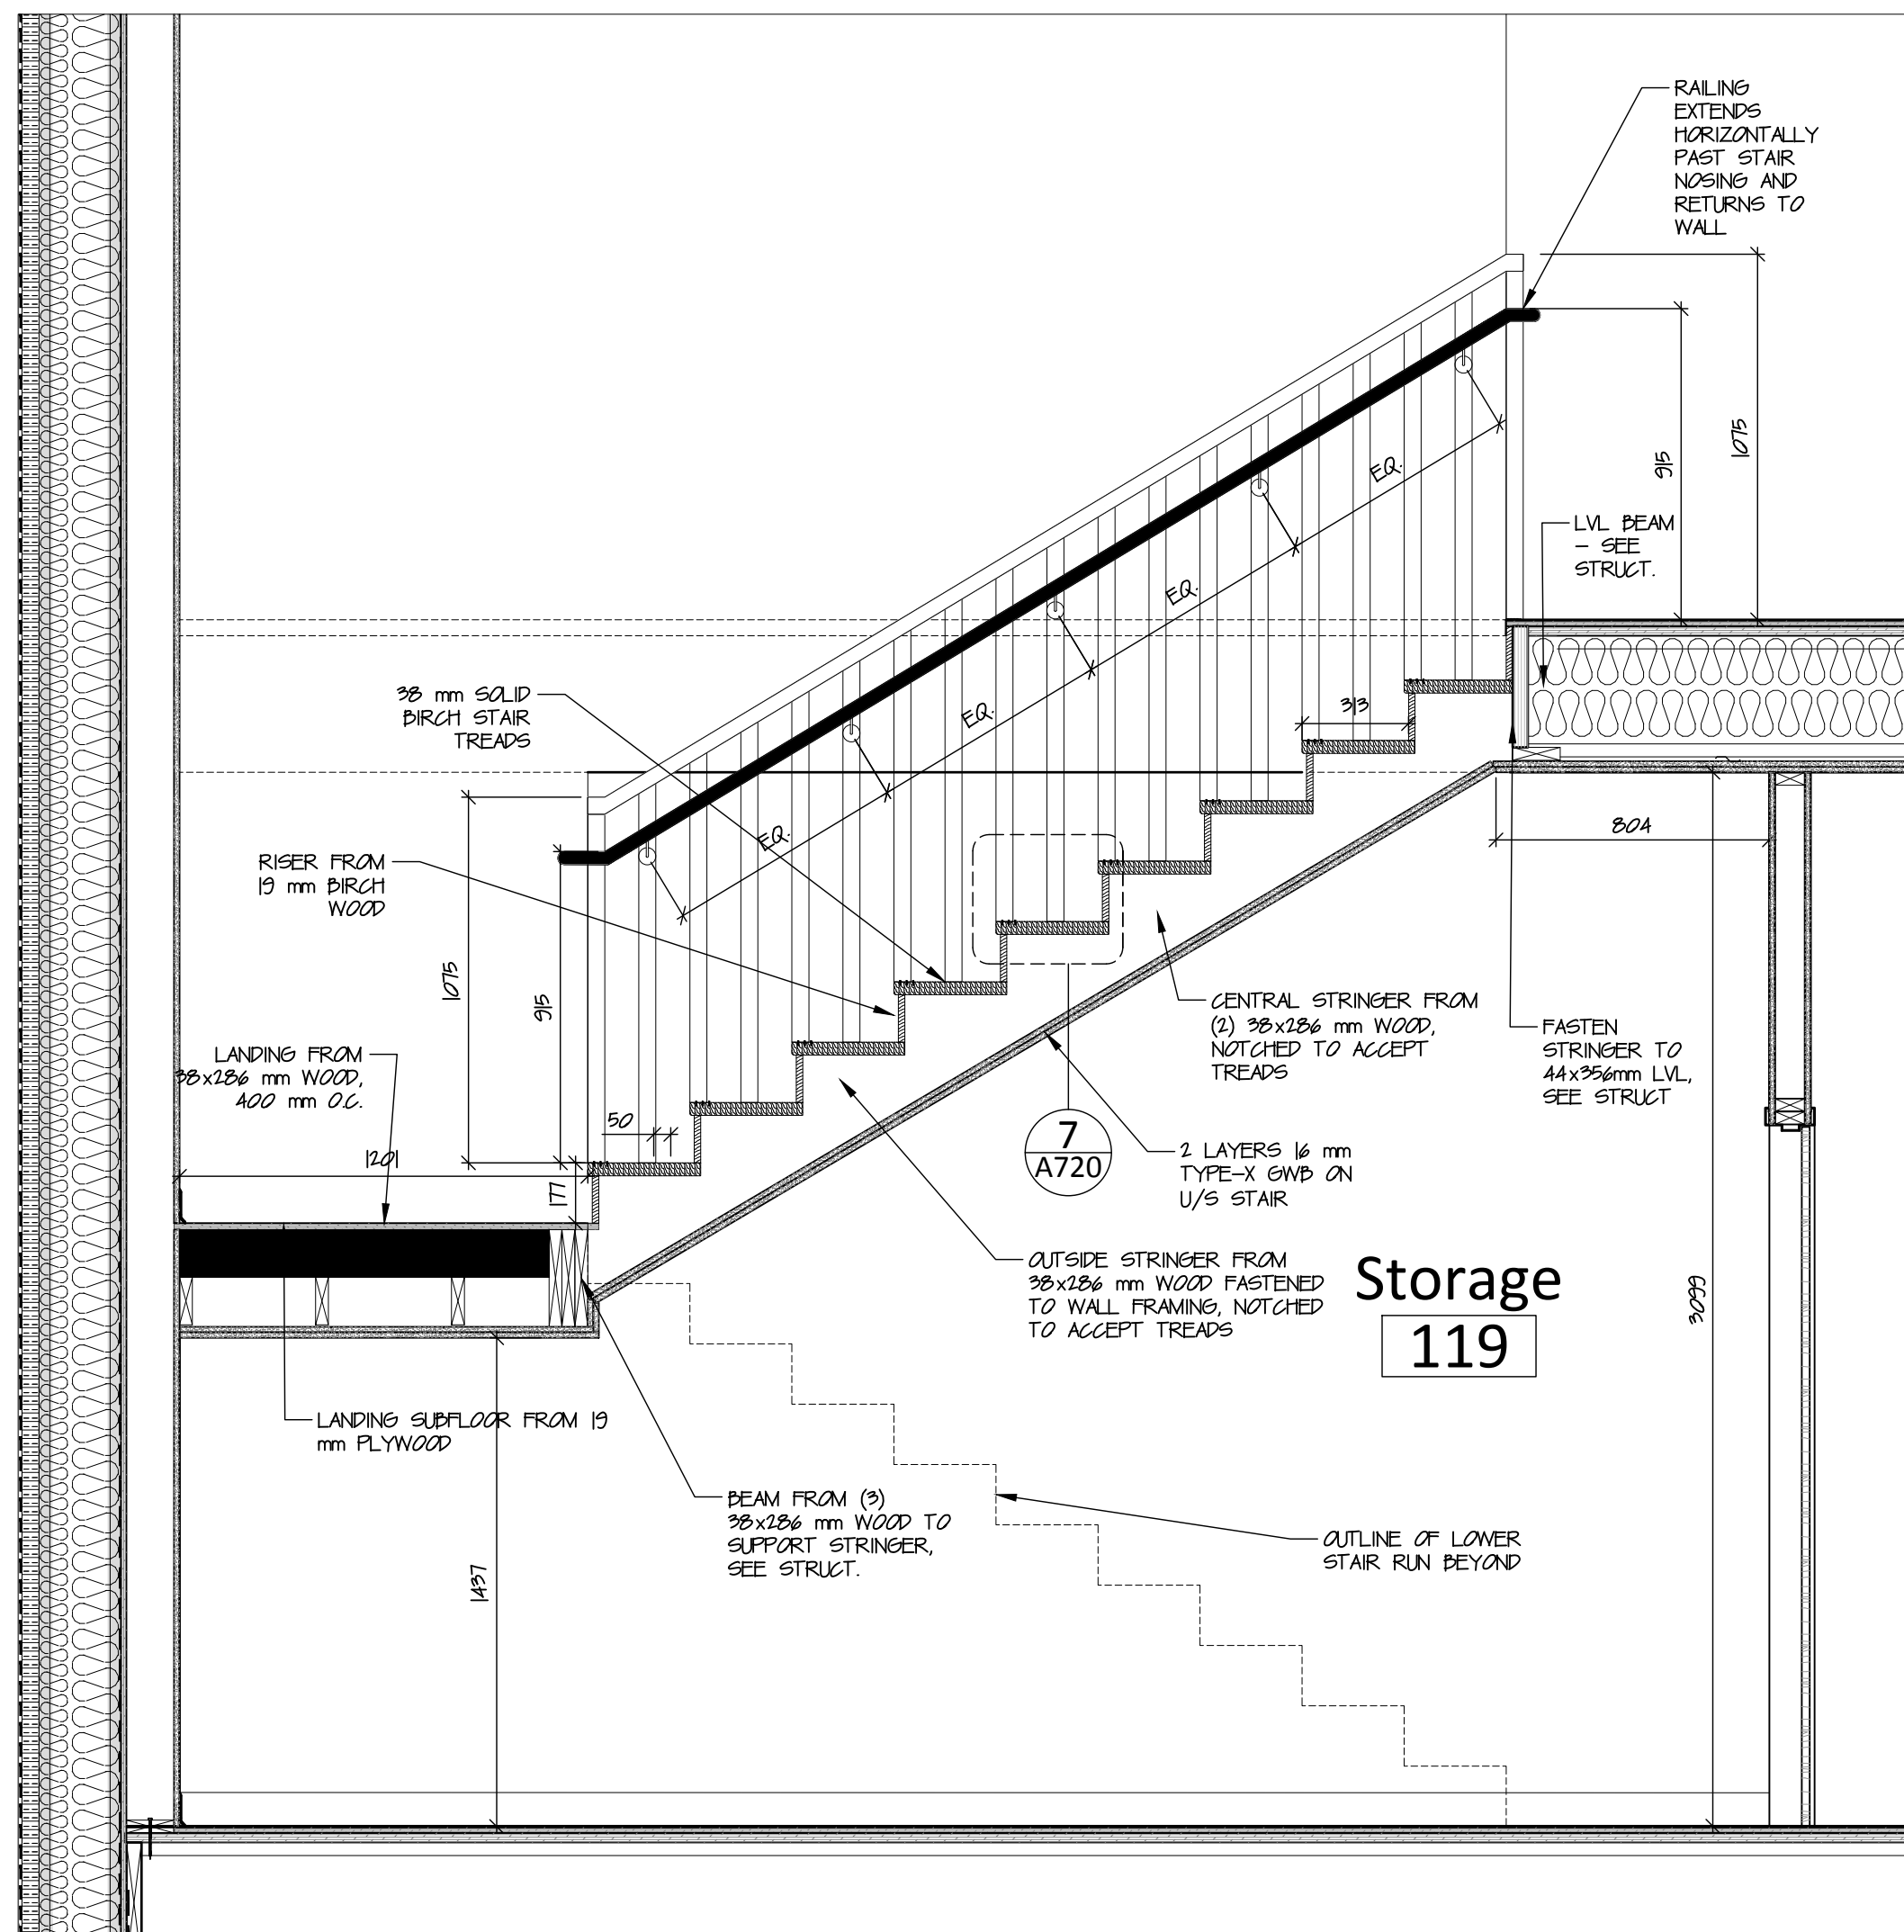 RAILING
EXTENDS
HORIZONTALLY
PAST STAIR
NOSING AND
RETURNS TO
WALL
1075
915
EQ.
EQ.
EQ.
EQ.
LVL BEAM
- SEE
STRUCT.
38 mm SOLID
BIRCH STAIR
TREADS
313
804
RISER FROM
19 mm BIRCH
WOOD
1075
915
CENTRAL STRINGER FROM
(2) 38x286 mm WOOD,
NOTCHED TO ACCEPT
TREADS
FASTEN
STRINGER TO
44x356mm LVL,
SEE STRUCT
LANDING FROM
38x286 mm WOOD,
400 mm O.C.
50
1201
177
7
A720
2 LAYERS 16 mm
TYPE-X GWB ON
U/S STAIR
OUTSIDE STRINGER FROM
38x286 mm WOOD FASTENED
TO WALL FRAMING, NOTCHED
TO ACCEPT TREADS
Storage
119
3099
LANDING SUBFLOOR FROM 19
mm PLYWOOD
BEAM FROM (3)
38x286 mm WOOD TO
SUPPORT STRINGER,
SEE STRUCT.
OUTLINE OF LOWER
STAIR RUN BEYOND
1437